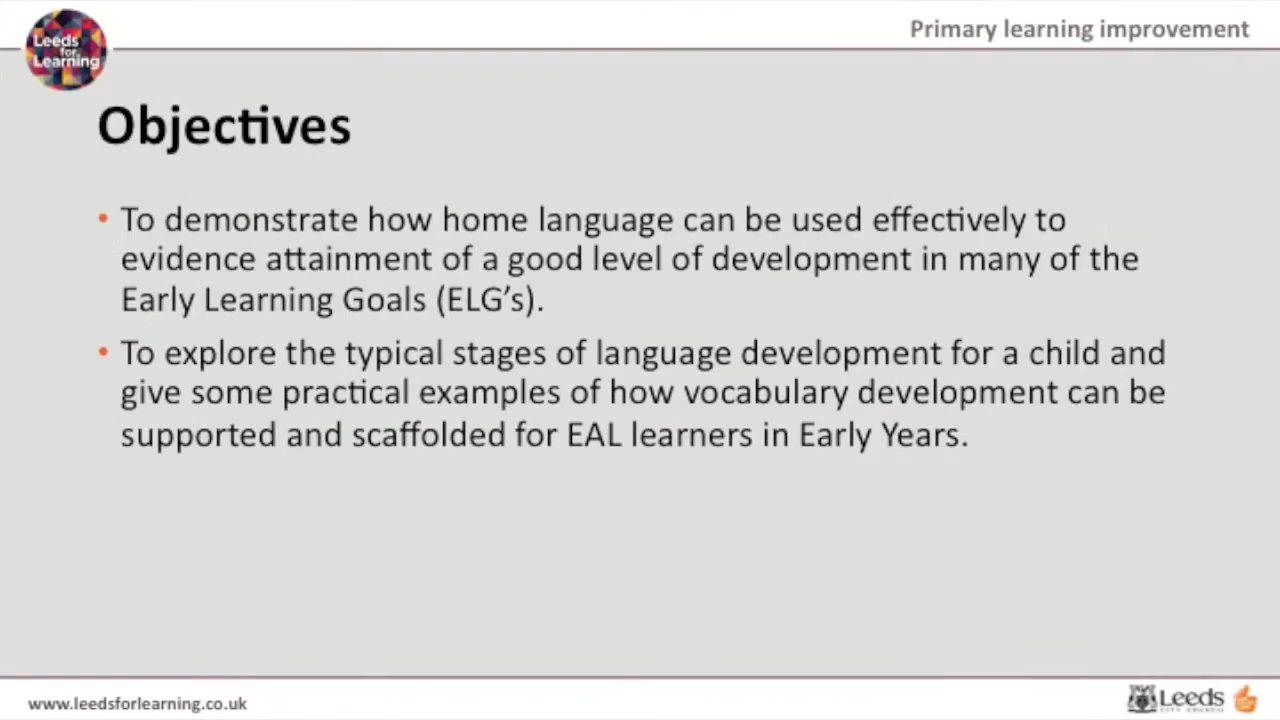 Leeds
for
Learning
Primary learning improvement
Objectives
• To demonstrate how home language can be used effectively to
evidence attainment of a good level of development in many of the
Early Learning Goals (ELG’s).
• To explore the typical stages of language development for a child and
give some practical examples of how vocabulary development can be
supported and scaffolded for EAL learners in Early Years.
www.leedsforlearning.co.uk
Leeds
CITY COUNCIL